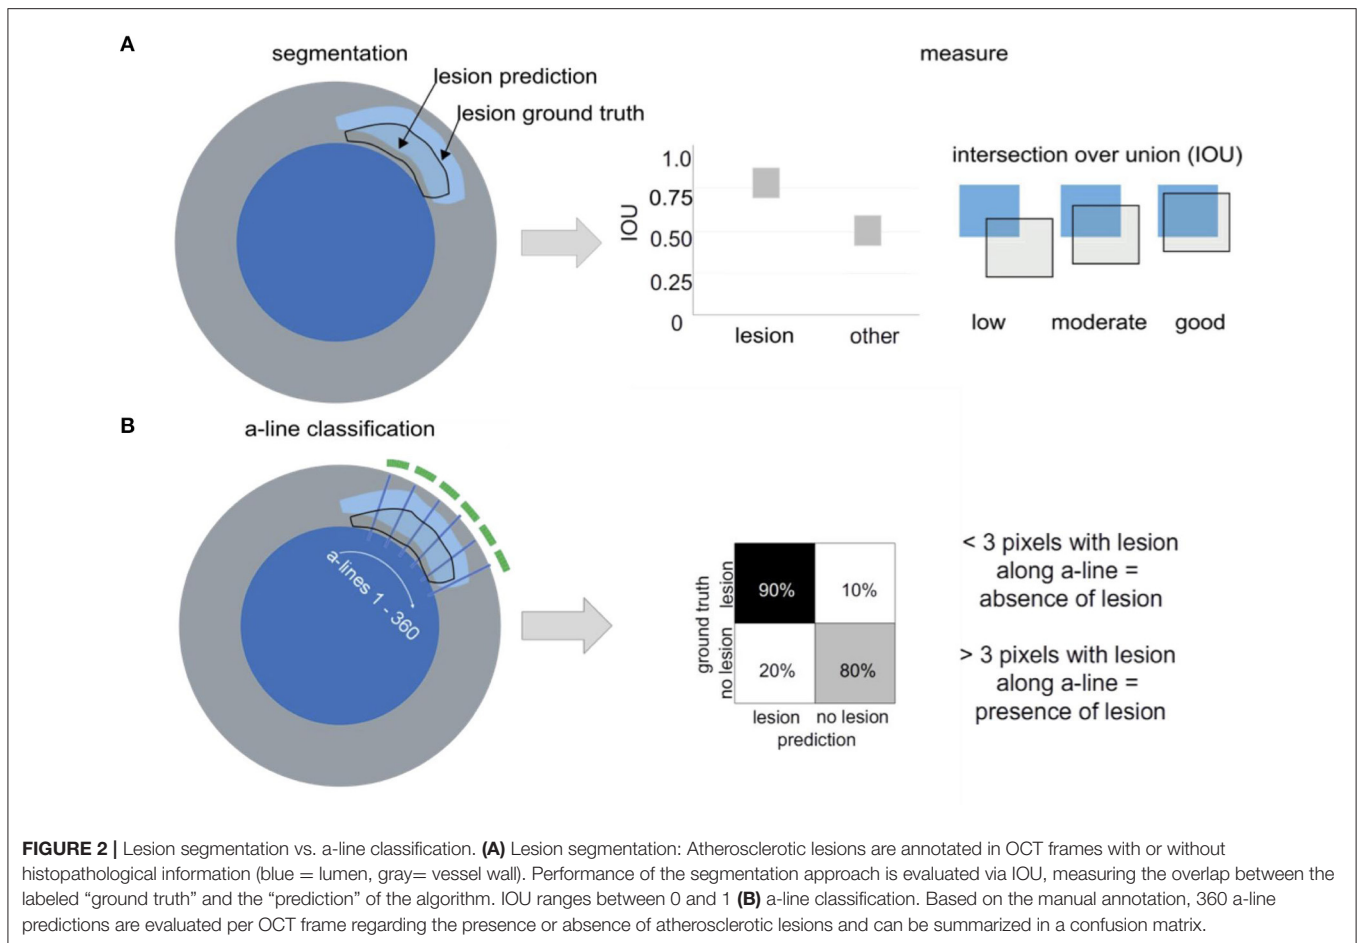 A
segmentation
lesion prediction
lesion ground truth
measure
1.0
0.75
0.50
0.25
0
IOU
lesion
other
intersection over union (IOU)
low
moderate
good
B
a-line classification
a-lines 1 - 360
ground truth
lesion
no lesion
90%
10%
20%
80%
lesion
no lesion
prediction
< 3 pixels with lesion
along a-line =
absence of lesion
> 3 pixels with lesion
along a-line =
presence of lesion
FIGURE 2 | Lesion segmentation vs. a-line classification. (A) Lesion segmentation: Atherosclerotic lesions are annotated in OCT frames with or without
histopathological information (blue = lumen, gray= vessel wall). Performance of the segmentation approach is evaluated via IOU, measuring the overlap between the
labeled “ground truth” and the “prediction” of the algorithm. IOU ranges between 0 and 1 (B) a-line classification. Based on the manual annotation, 360 a-line
predictions are evaluated per OCT frame regarding the presence or absence of atherosclerotic lesions and can be summarized in a confusion matrix.